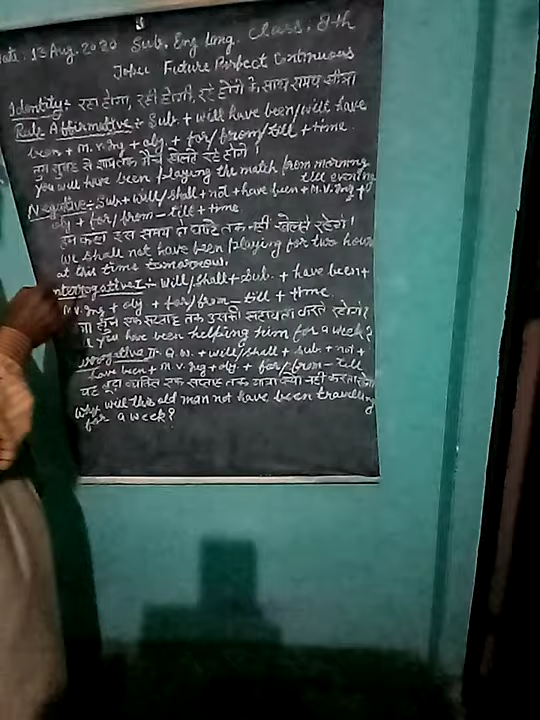 Date. 13 Aug. 2020 Sub. Eng lang. Class. 8th
Topic Future Perfect Continuous
Identity:- रहा होगा, रही होगी, रहे होंगे के साथ समय सीमा
Rule Affirmative :- Sub. + will have been/will have
been + M.V. Ing + obj. + for/from/till + time.
तुम सुबह से शाम तक मैच खेलते रहे होगे।
You will have been playing the match from morning
till evening
Negative:- Sub + will/shall + not + have been + M.V. Ing +
obj + for/from - till + time
हम कल इस समय दो घण्टे तक नहीं खेलते रहेंगे।
We shall not have been playing for two hours
at this time tomorrow.
nterrogative I :- will/shall + Sub. + have been +
M.V. Ing + obj + for/from - till + time.
एक सप्ताह तक उसकी सहायता करते रहोगे?
you have been helping him for a week?
errogative II- Q.W. + will/shall + sub + not +
have been + M.V. Ing + obj. + for/from - till
यह बूढ़ा व्यक्ति एक सप्ताह तक यात्रा क्यों नहीं करता
Why will this old man not have been travelling
for a week?